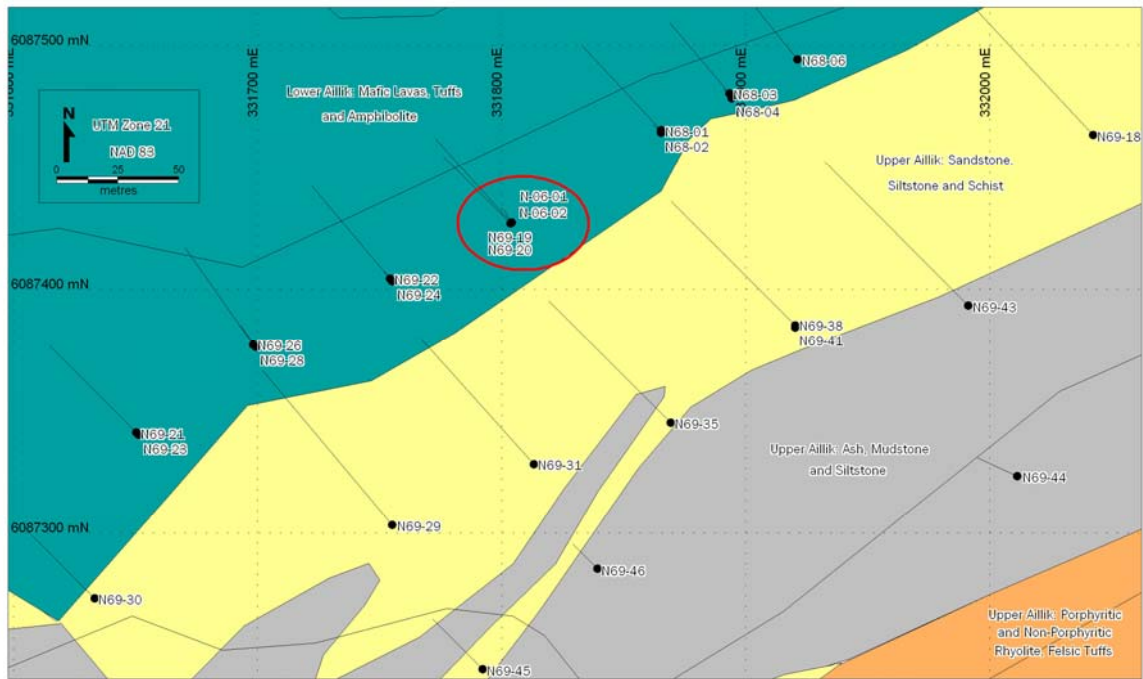 6087500 mN
331700 mE
331800 mE
332000 mE
N68-06
N68-03
N68-04
N68-01
N68-02
N69-18
Lower Aillik: Mafic Lavas, Tuffs
and Amphibolite
N
UTM Zone 21
NAD 83
0 25 50
metres
Upper Aillik: Sandstone.
Siltstone and Schist
N-06-01
N-06-02
N69-19
N69-20
N69-22
N69-24
6087400 mN
N69-43
N69-38
N69-41
N69-26
N69-28
N69-21
N69-23
N69-35
N69-31
Upper Aillik: Ash, Mudstone
and Siltstone
N69-44
N69-29
6087300 mN
N69-46
N69-30
N69-45
Upper Aillik: Porphyritic
and Non-Porphyritic
Rhyolite, Felsic Tuffs